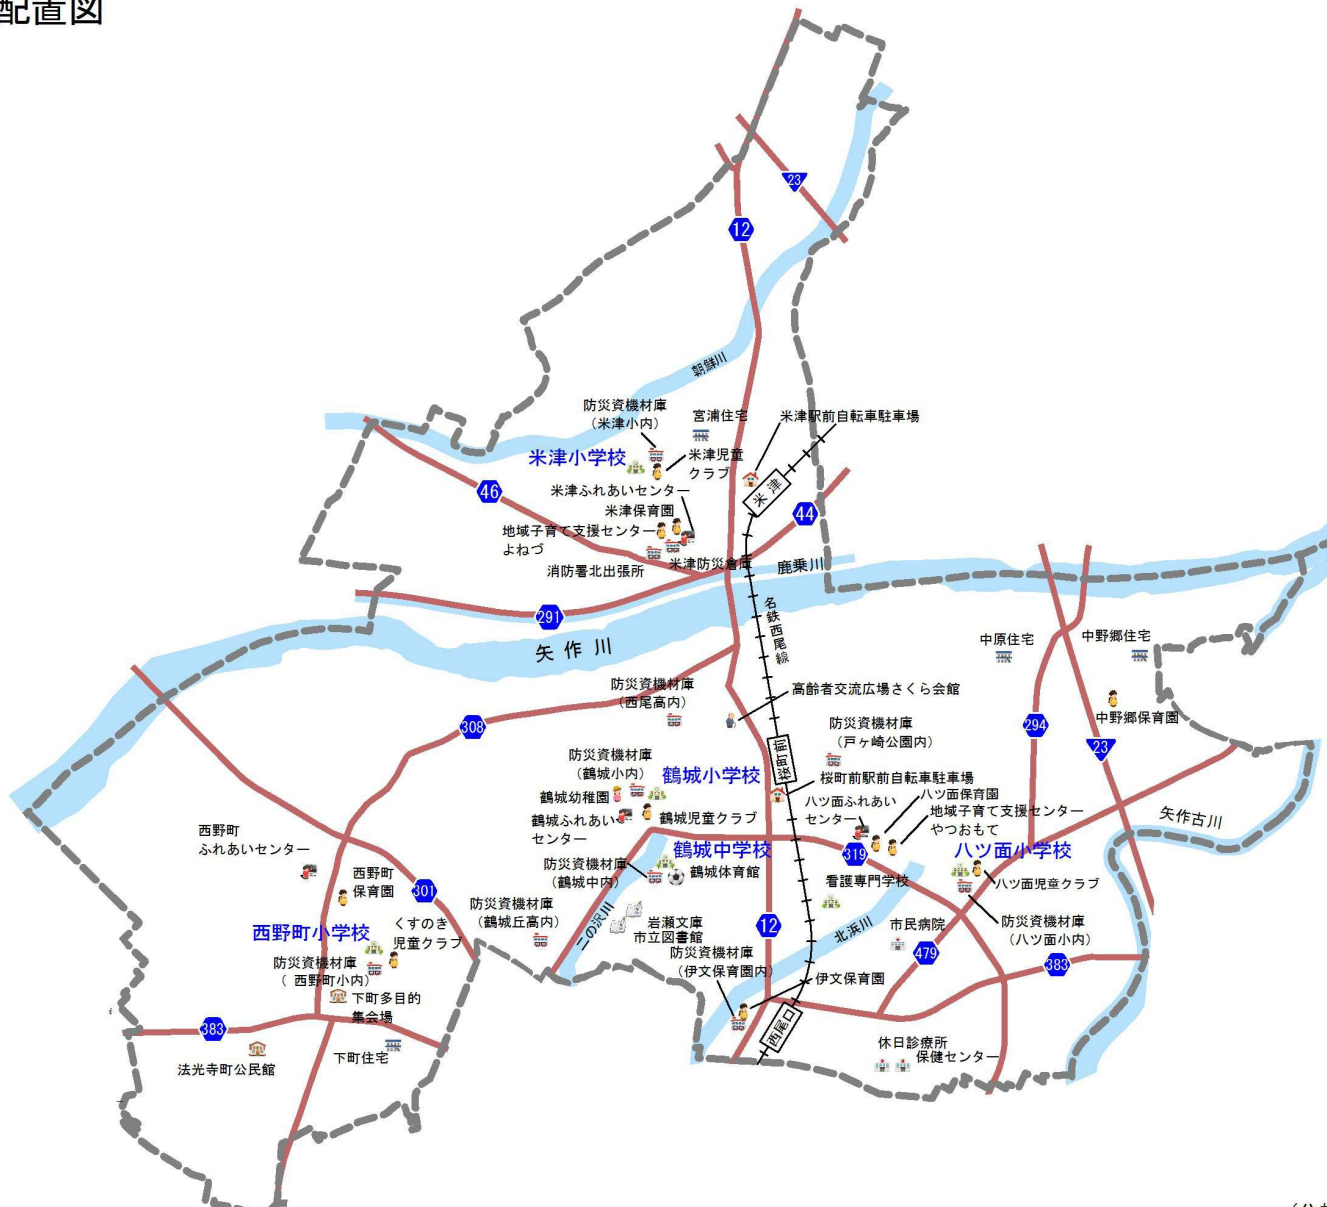 配置図
23
12
朝鮮川
防災資機材庫
（米津小内）
宮浦住宅
米津駅前自転車駐車場
米津小学校
米津児童
クラブ
米津
46
米津ふれあいセンター
米津保育園
44
地域子育て支援センター
よねづ
消防署北出張所
米津防災倉庫
鹿乗川
291
名鉄西尾線
矢作川
中原住宅
中野郷住宅
防災資機材庫
（西尾高内）
高齢者交流広場さくら会館
中野郷保育園
308
294
23
防災資機材庫
（戸ヶ崎公園内）
桜町前
防災資機材庫
（鶴城小内）
鶴城小学校
桜町前駅前自転車駐車場
鶴城幼稚園
八ツ面ふれあい
センター
八ツ面保育園
地域子育て支援センター
やつおもて
鶴城ふれあい
センター
鶴城児童クラブ
矢作古川
西野町
ふれあいセンター
鶴城中学校
319
八ツ面小学校
防災資機材庫
（鶴城中内）
鶴城体育館
看護専門学校
八ツ面児童クラブ
西野町
保育園
301
防災資機材庫
（鶴城丘高内）
二の沢川
岩瀬文庫
市立図書館
12
北浜川
市民病院
防災資機材庫
（八ツ面小内）
西野町小学校
くすのき
児童クラブ
防災資機材庫
（伊文保育園内）
479
383
防災資機材庫
（ 西野町小内）
伊文保育園
下町多目的
集会場
383
西尾口
法光寺町公民館
下町住宅
休日診療所
保健センター